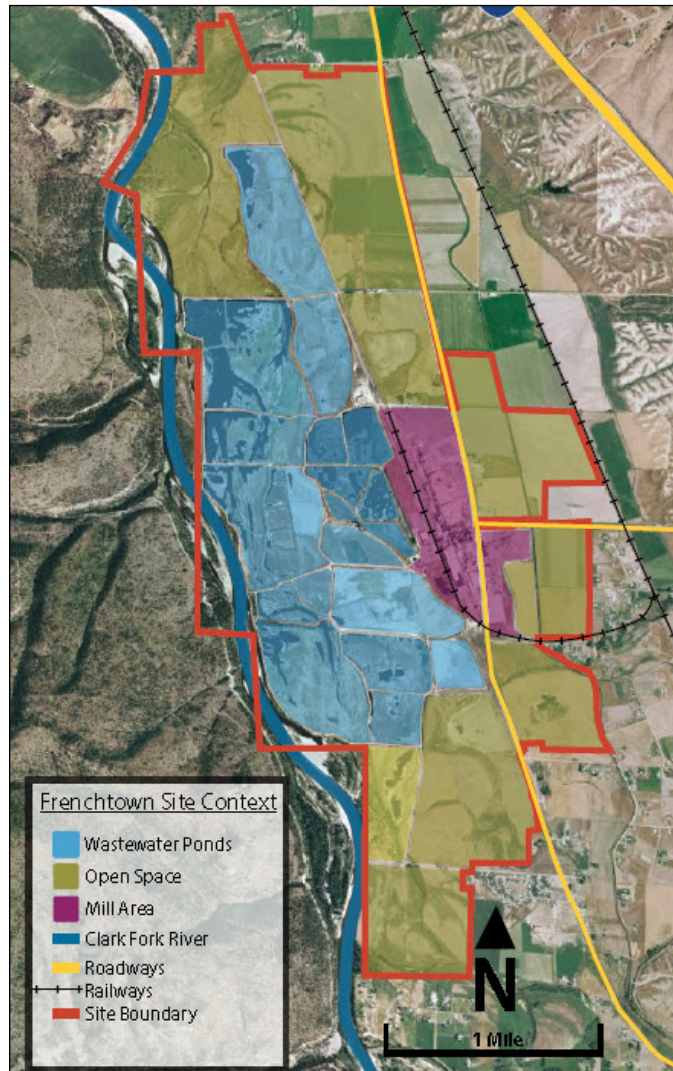 Frenchtown Site Context
Wastewater Ponds
Open Space
Mill Area
Clark Fork River
Roadways
Railways
Site Boundary
N
1 Mile